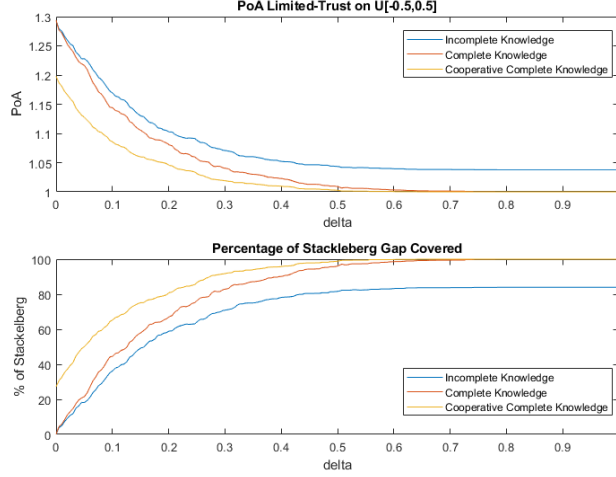 PoA Limited-Trust on U[-0.5,0.5]
1.3
1.25
1.2
1.15
1.1
1.05
1
PoA
Incomplete Knowledge
Complete Knowledge
Cooperative Complete Knowledge
0 0.1 0.2 0.3 0.4 0.5 0.6 0.7 0.8 0.9
delta
Percentage of Stackleberg Gap Covered
100
80
60
40
20
0
% of Stackelberg
Incomplete Knowledge
Complete Knowledge
Cooperative Complete Knowledge
0 0.1 0.2 0.3 0.4 0.5 0.6 0.7 0.8 0.9
delta